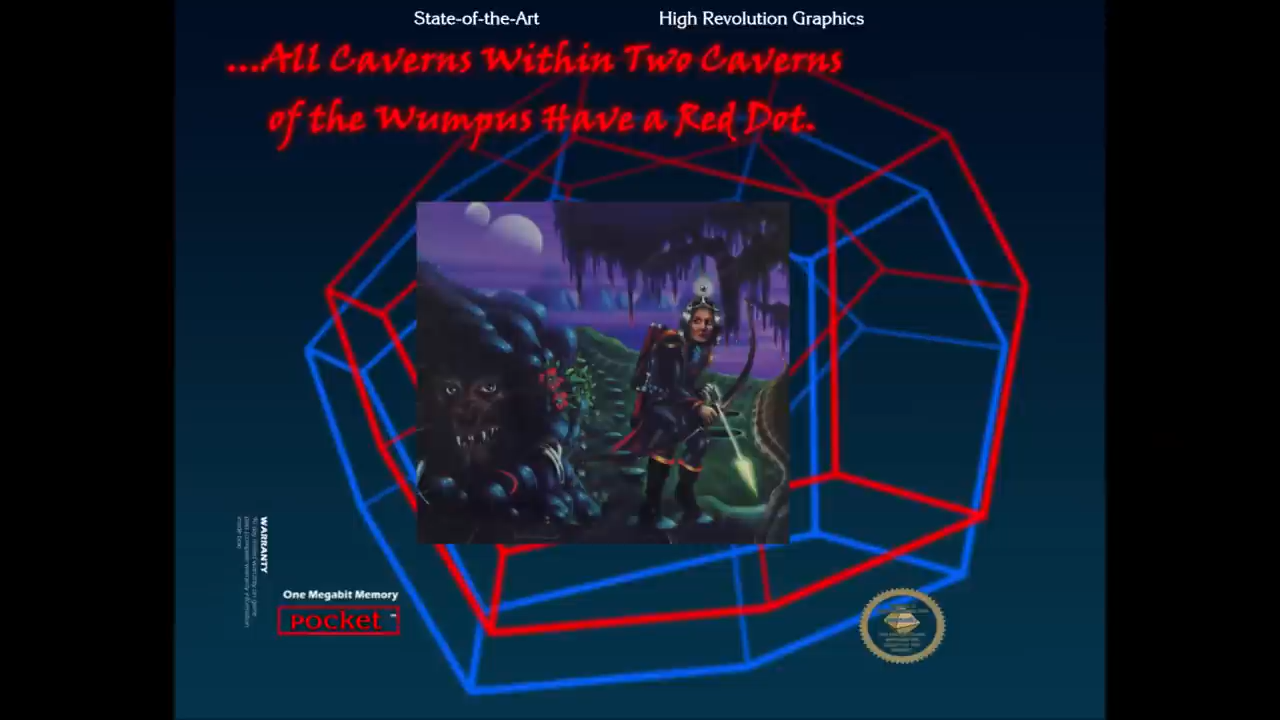 State-of-the-Art High Revolution Graphics
...All Caverns Within Two Caverns
of the Wumpus Have a Red Dot.
WARRANTY
One Megabit Memory
POCKET